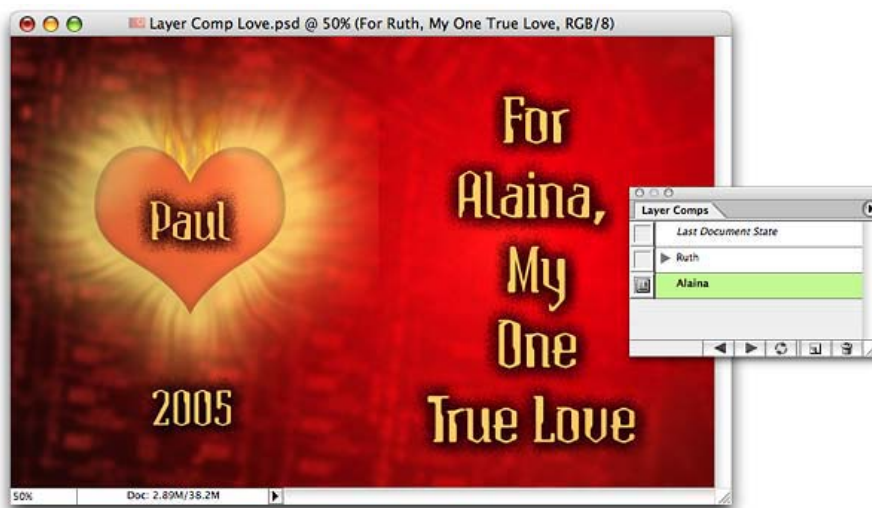 Layer Comp Love.psd @ 50% (For Ruth, My One True Love, RGB/8)
Paul
2005
For
Alaina,
My
One
True Love
Layer Comps
Last Document State
Ruth
Alaina
50%
Doc: 2.89M/38.2M